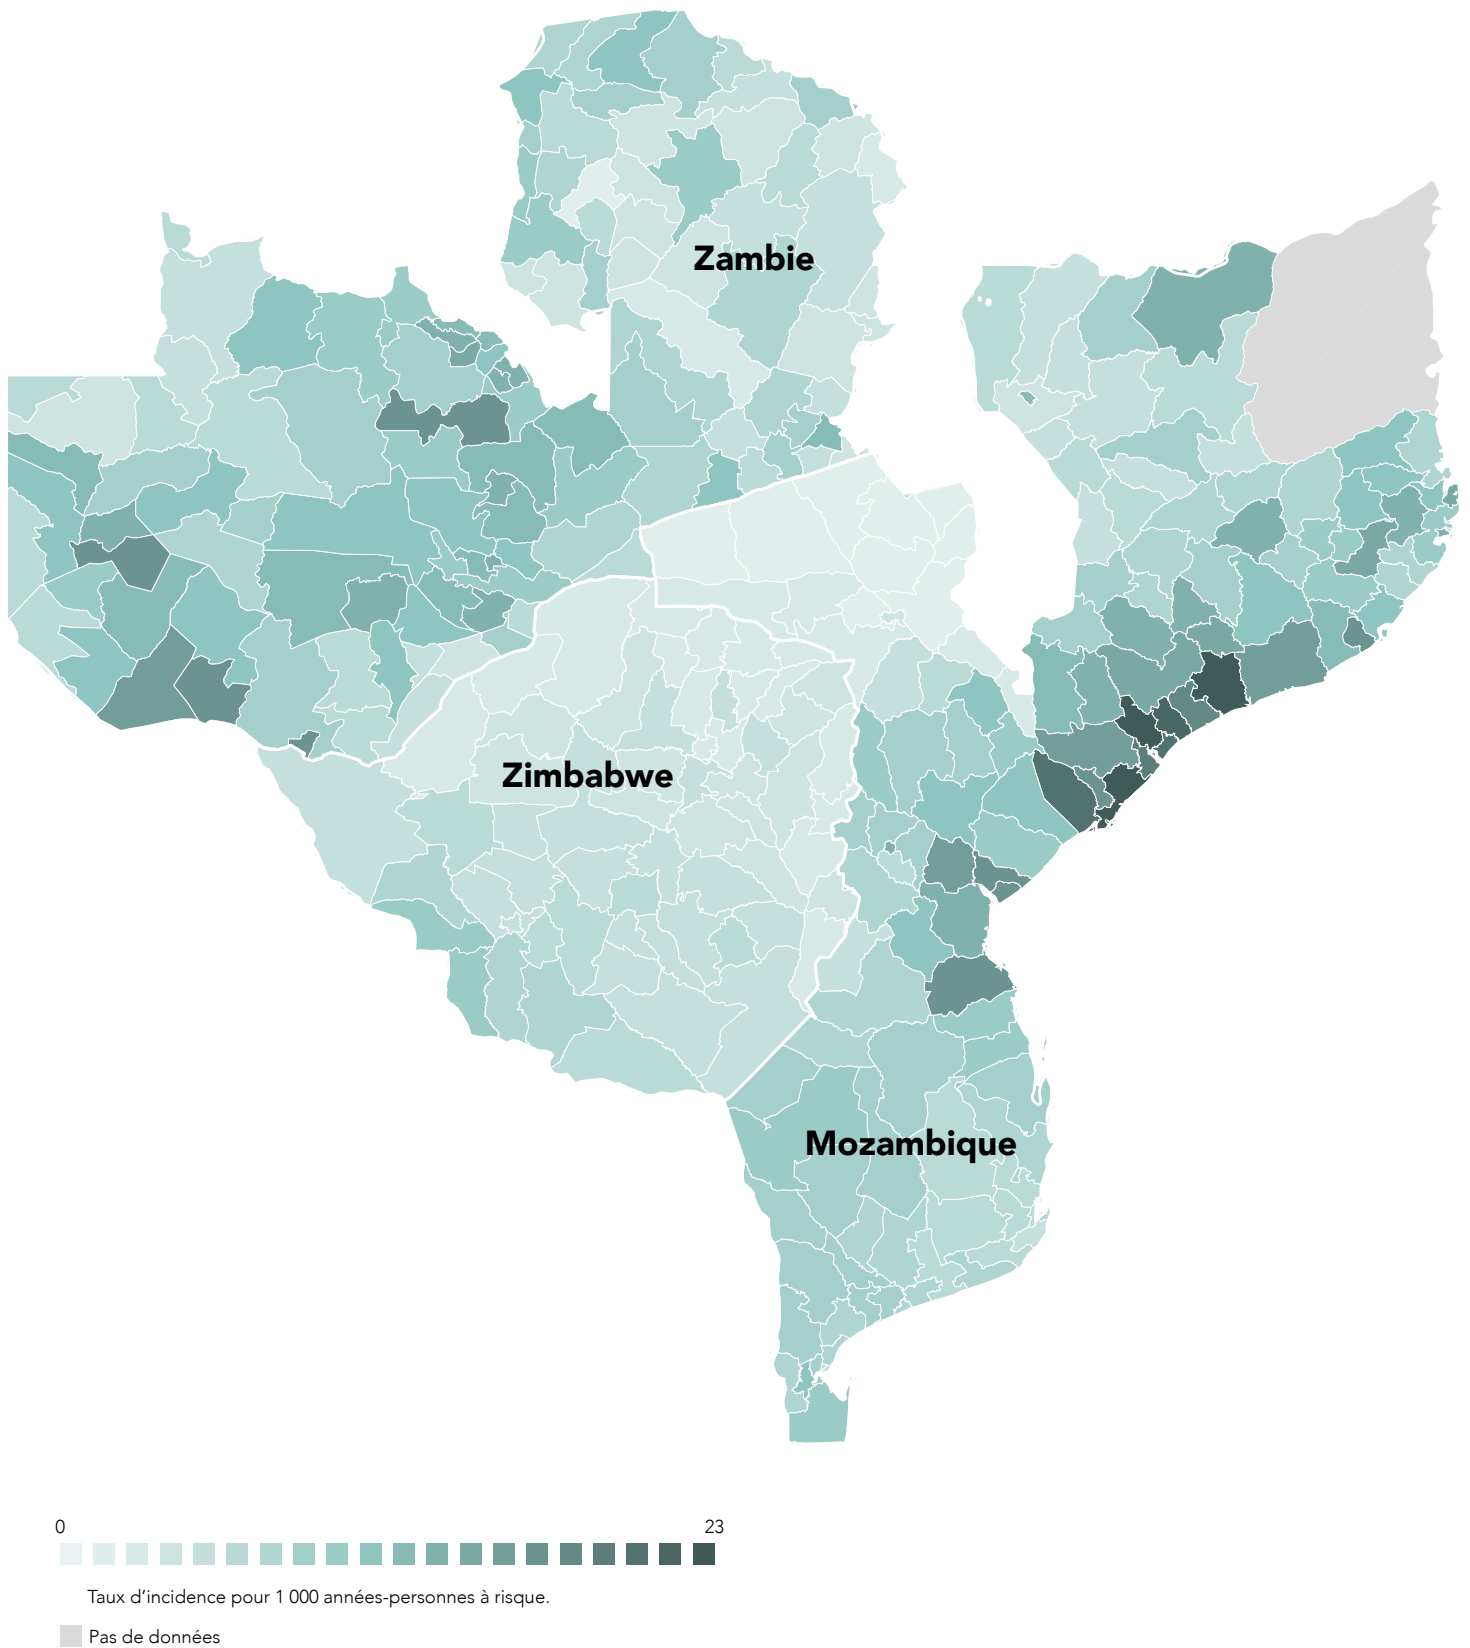 Zambie
Zimbabwe
Mozambique
0 23
Taux d’incidence pour 1 000 années-personnes à risque.
Pas de données